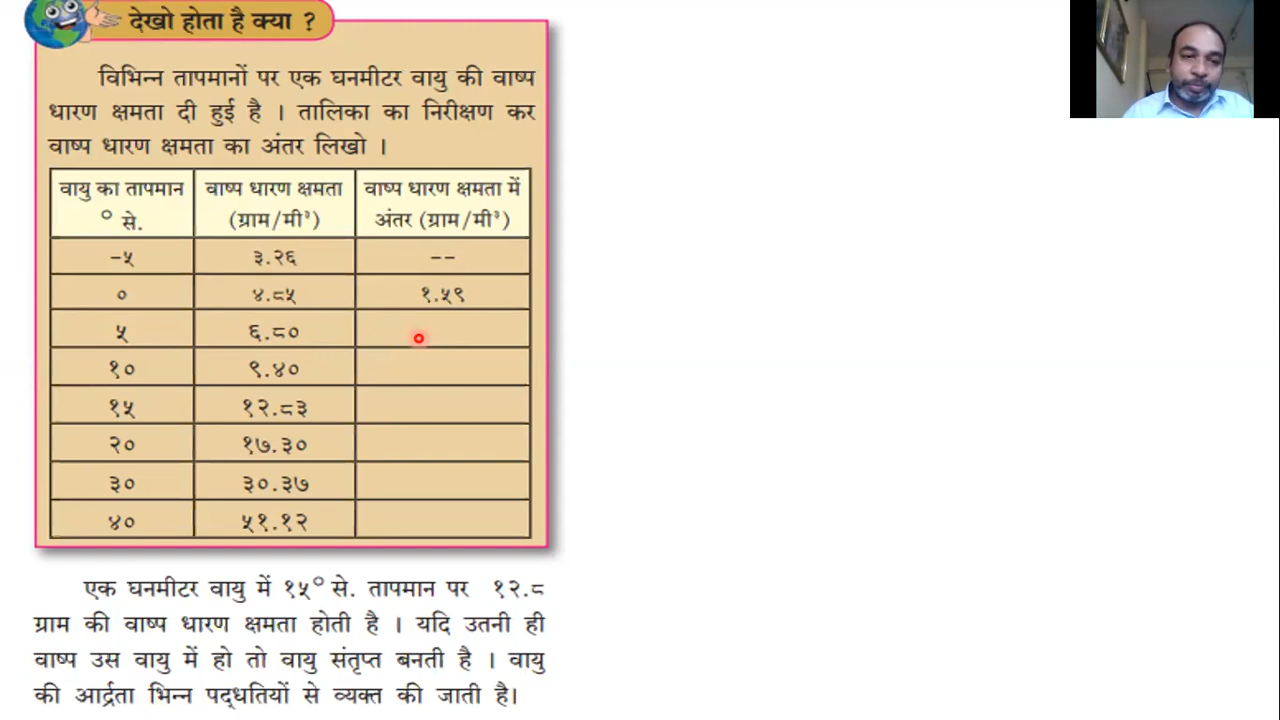 देखो होता है क्या ?
विभिन्न तापमानों पर एक घनमीटर वायु की वाष्प
धारण क्षमता दी हुई है । तालिका का निरीक्षण कर
वाष्प धारण क्षमता का अंतर लिखो ।
वायु का तापमान ° से. वाष्प धारण क्षमता (ग्राम/मी³) वाष्प धारण क्षमता में अंतर (ग्राम/मी³)
-५ ३.२६ --
० ४.८५ १.५९
५ ६.८०
१० ९.४०
१५ १२.८३
२० १७.३०
३० ३०.३७
४० ५१.१२
एक घनमीटर वायु में १५° से. तापमान पर १२.८
ग्राम की वाष्प धारण क्षमता होती है । यदि उतनी ही
वाष्प उस वायु में हो तो वायु संतृप्त बनती है । वायु
की आर्द्रता भिन्न पद्धतियों से व्यक्त की जाती है।